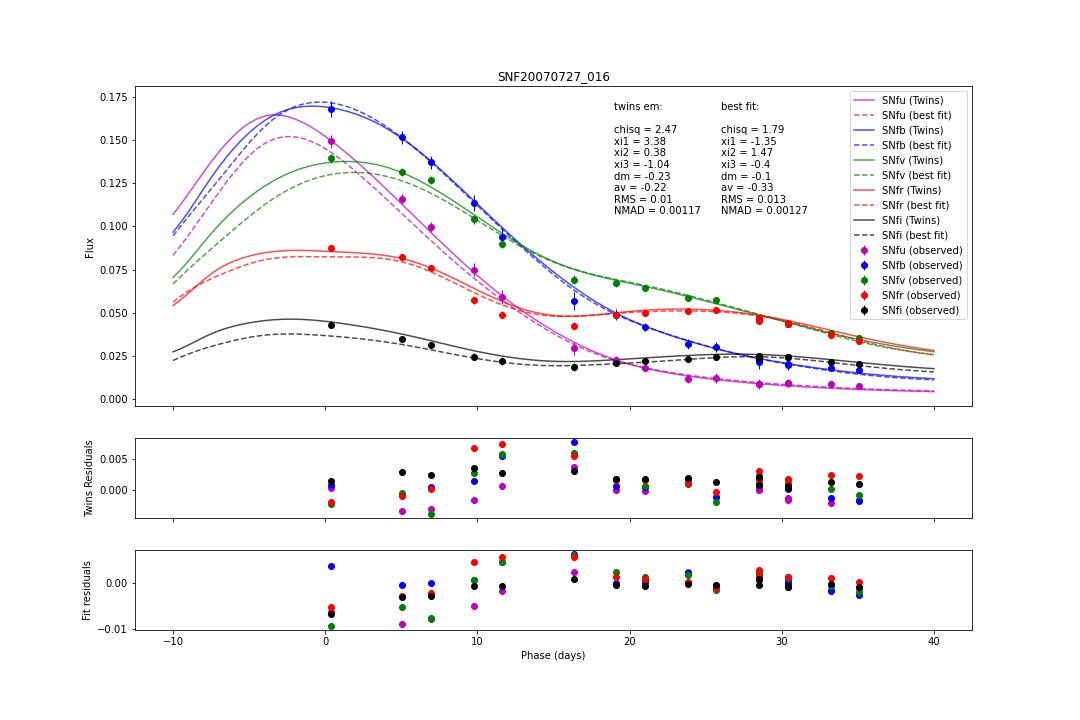 SNF20070727_016
0.175
0.150
0.125
0.100
0.075
0.050
0.025
0.000
Flux
twins em:
chisq = 2.47
xi1 = 3.38
xi2 = 0.38
xi3 = -1.04
dm = -0.23
av = -0.22
RMS = 0.01
NMAD = 0.00117
best fit:
chisq = 1.79
xi1 = -1.35
xi2 = 1.47
xi3 = -0.4
dm = -0.1
av = -0.33
RMS = 0.013
NMAD = 0.00127
SNfu (Twins)
SNfu (best fit)
SNfb (Twins)
SNfb (best fit)
SNfv (Twins)
SNfv (best fit)
SNfr (Twins)
SNfr (best fit)
SNfi (Twins)
SNfi (best fit)
SNfu (observed)
SNfb (observed)
SNfv (observed)
SNfr (observed)
SNfi (observed)
0.005
0.000
Twins Residuals
0.00
−0.01
Fit residuals
−10
0
10
20
30
40
Phase (days)